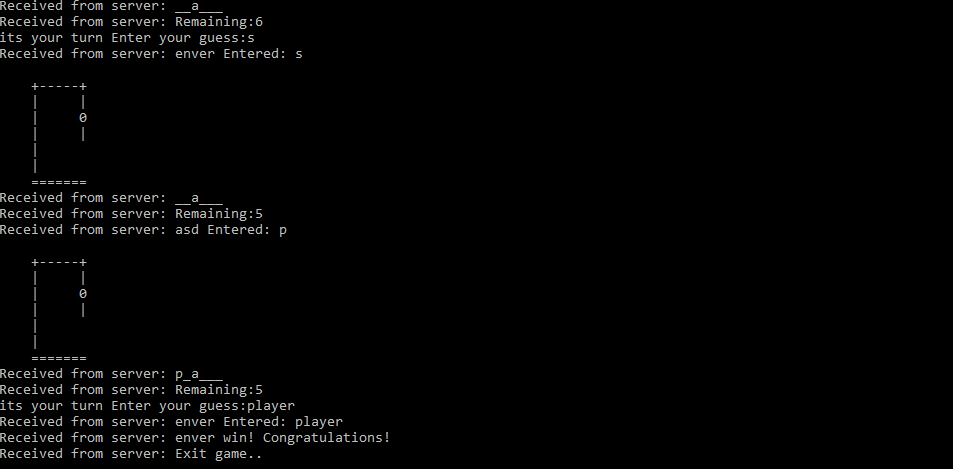 Received from server: __a___
Received from server: Remaining:6
its your turn Enter your guess:s
Received from server: enver Entered: s

    +-----+
    |     |
    |     0
    |     |
    |
    |
    =======
Received from server: __a___
Received from server: Remaining:5
Received from server: asd Entered: p

    +-----+
    |     |
    |     0
    |     |
    |
    |
    =======
Received from server: p_a___
Received from server: Remaining:5
its your turn Enter your guess:player
Received from server: enver Entered: player
Received from server: enver win! Congratulations!
Received from server: Exit game..